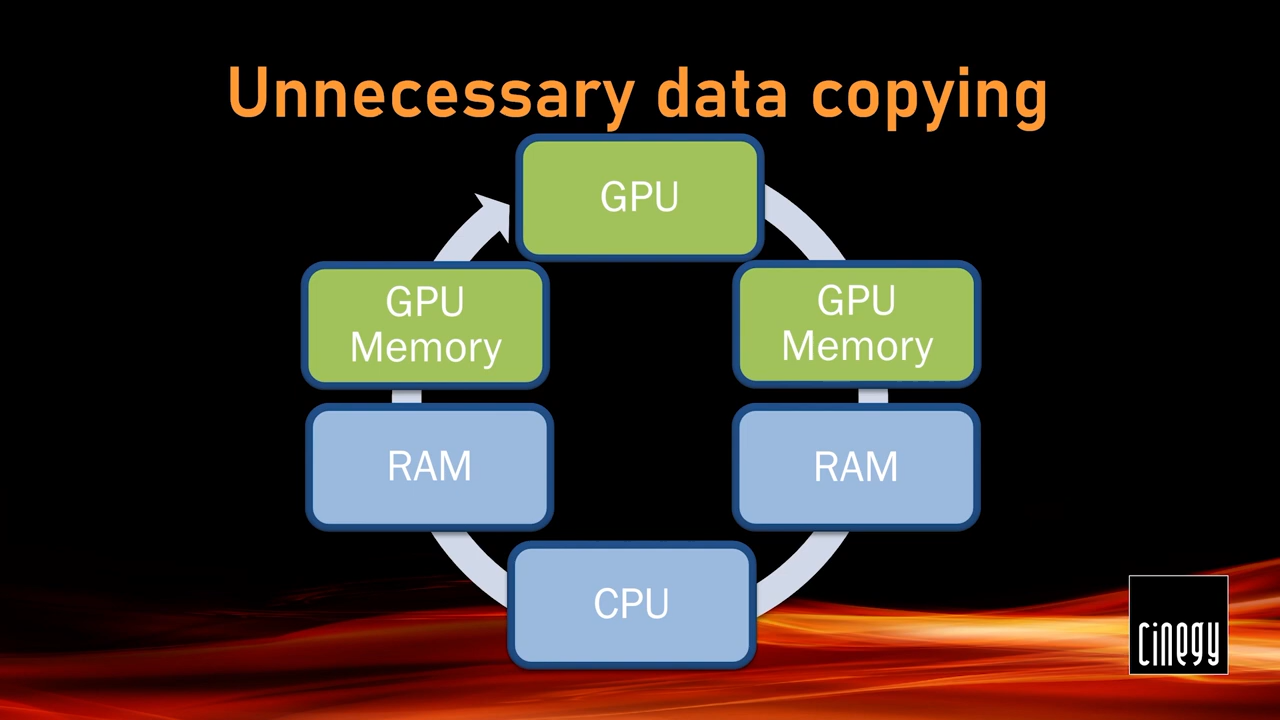 Unnecessary data copying
GPU
GPU
Memory
GPU
Memory
RAM
RAM
CPU
cinegy